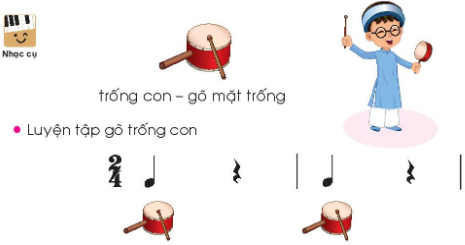 Nhạc cụ
trống con – gõ mặt trống
• Luyện tập gõ trống con
2
4